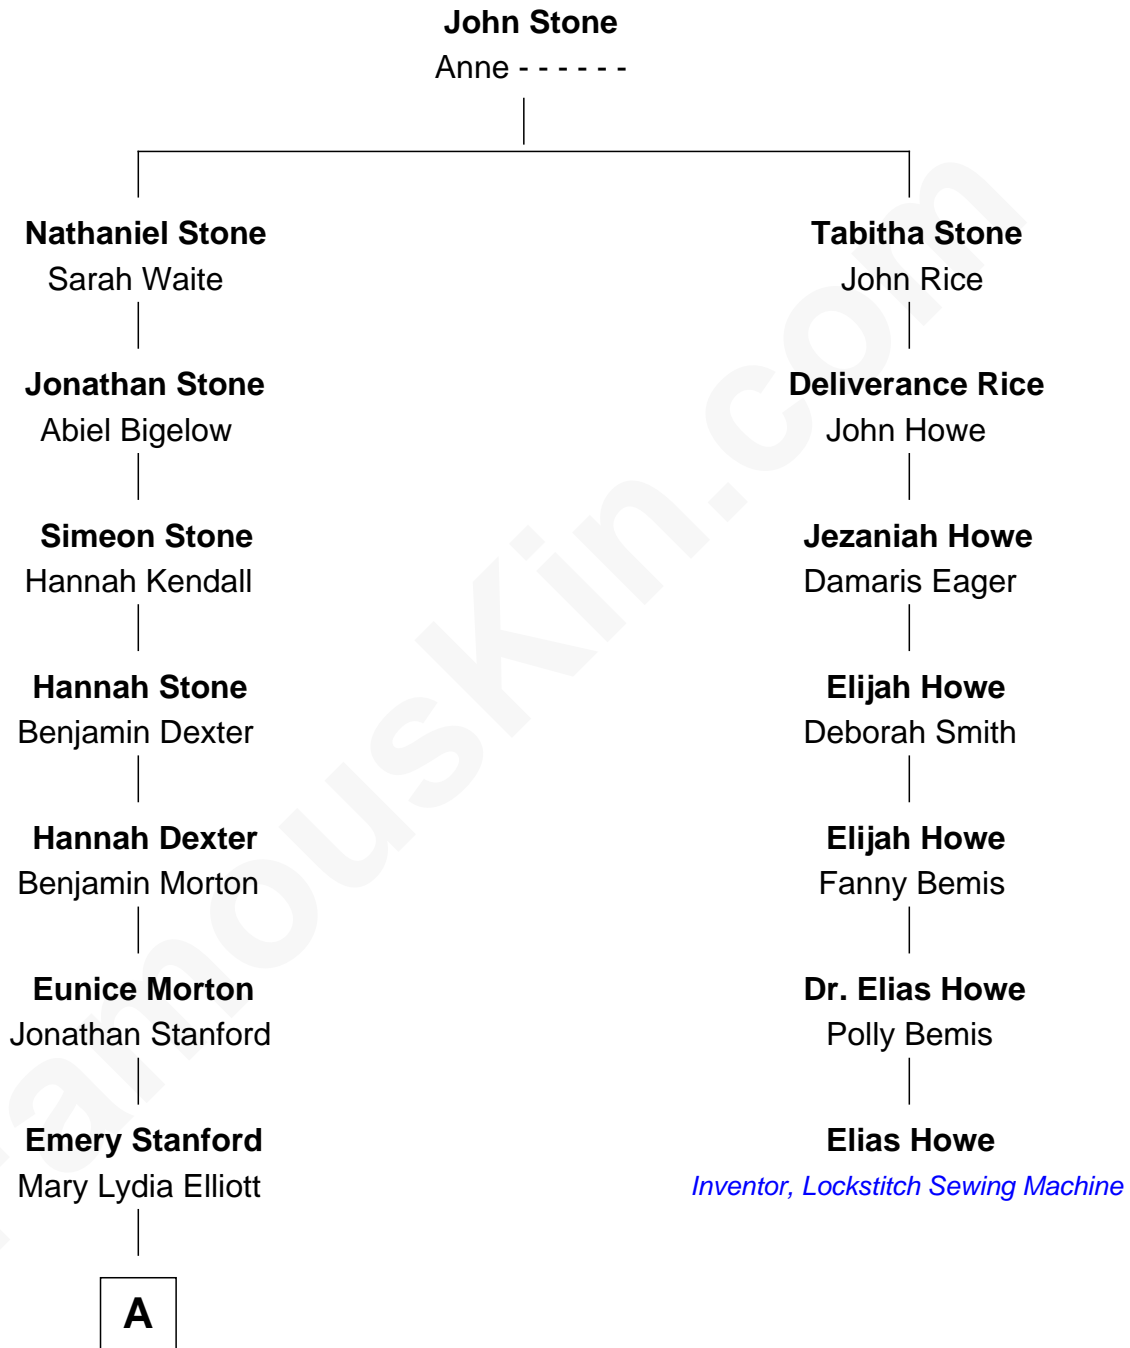 John Stone
Anne - - - - - -
Nathaniel Stone
Sarah Waite
Tabitha Stone
John Rice
Jonathan Stone
Abiel Bigelow
Deliverance Rice
John Howe
Simeon Stone
Hannah Kendall
Jezaniah Howe
Damaris Eager
Hannah Stone
Benjamin Dexter
Elijah Howe
Deborah Smith
Hannah Dexter
Benjamin Morton
Elijah Howe
Fanny Bemis
Eunice Morton
Jonathan Stanford
Dr. Elias Howe
Polly Bemis
Emery Stanford
Mary Lydia Elliott
Elias Howe
Inventor, Lockstitch Sewing Machine
A
FamousKin.com